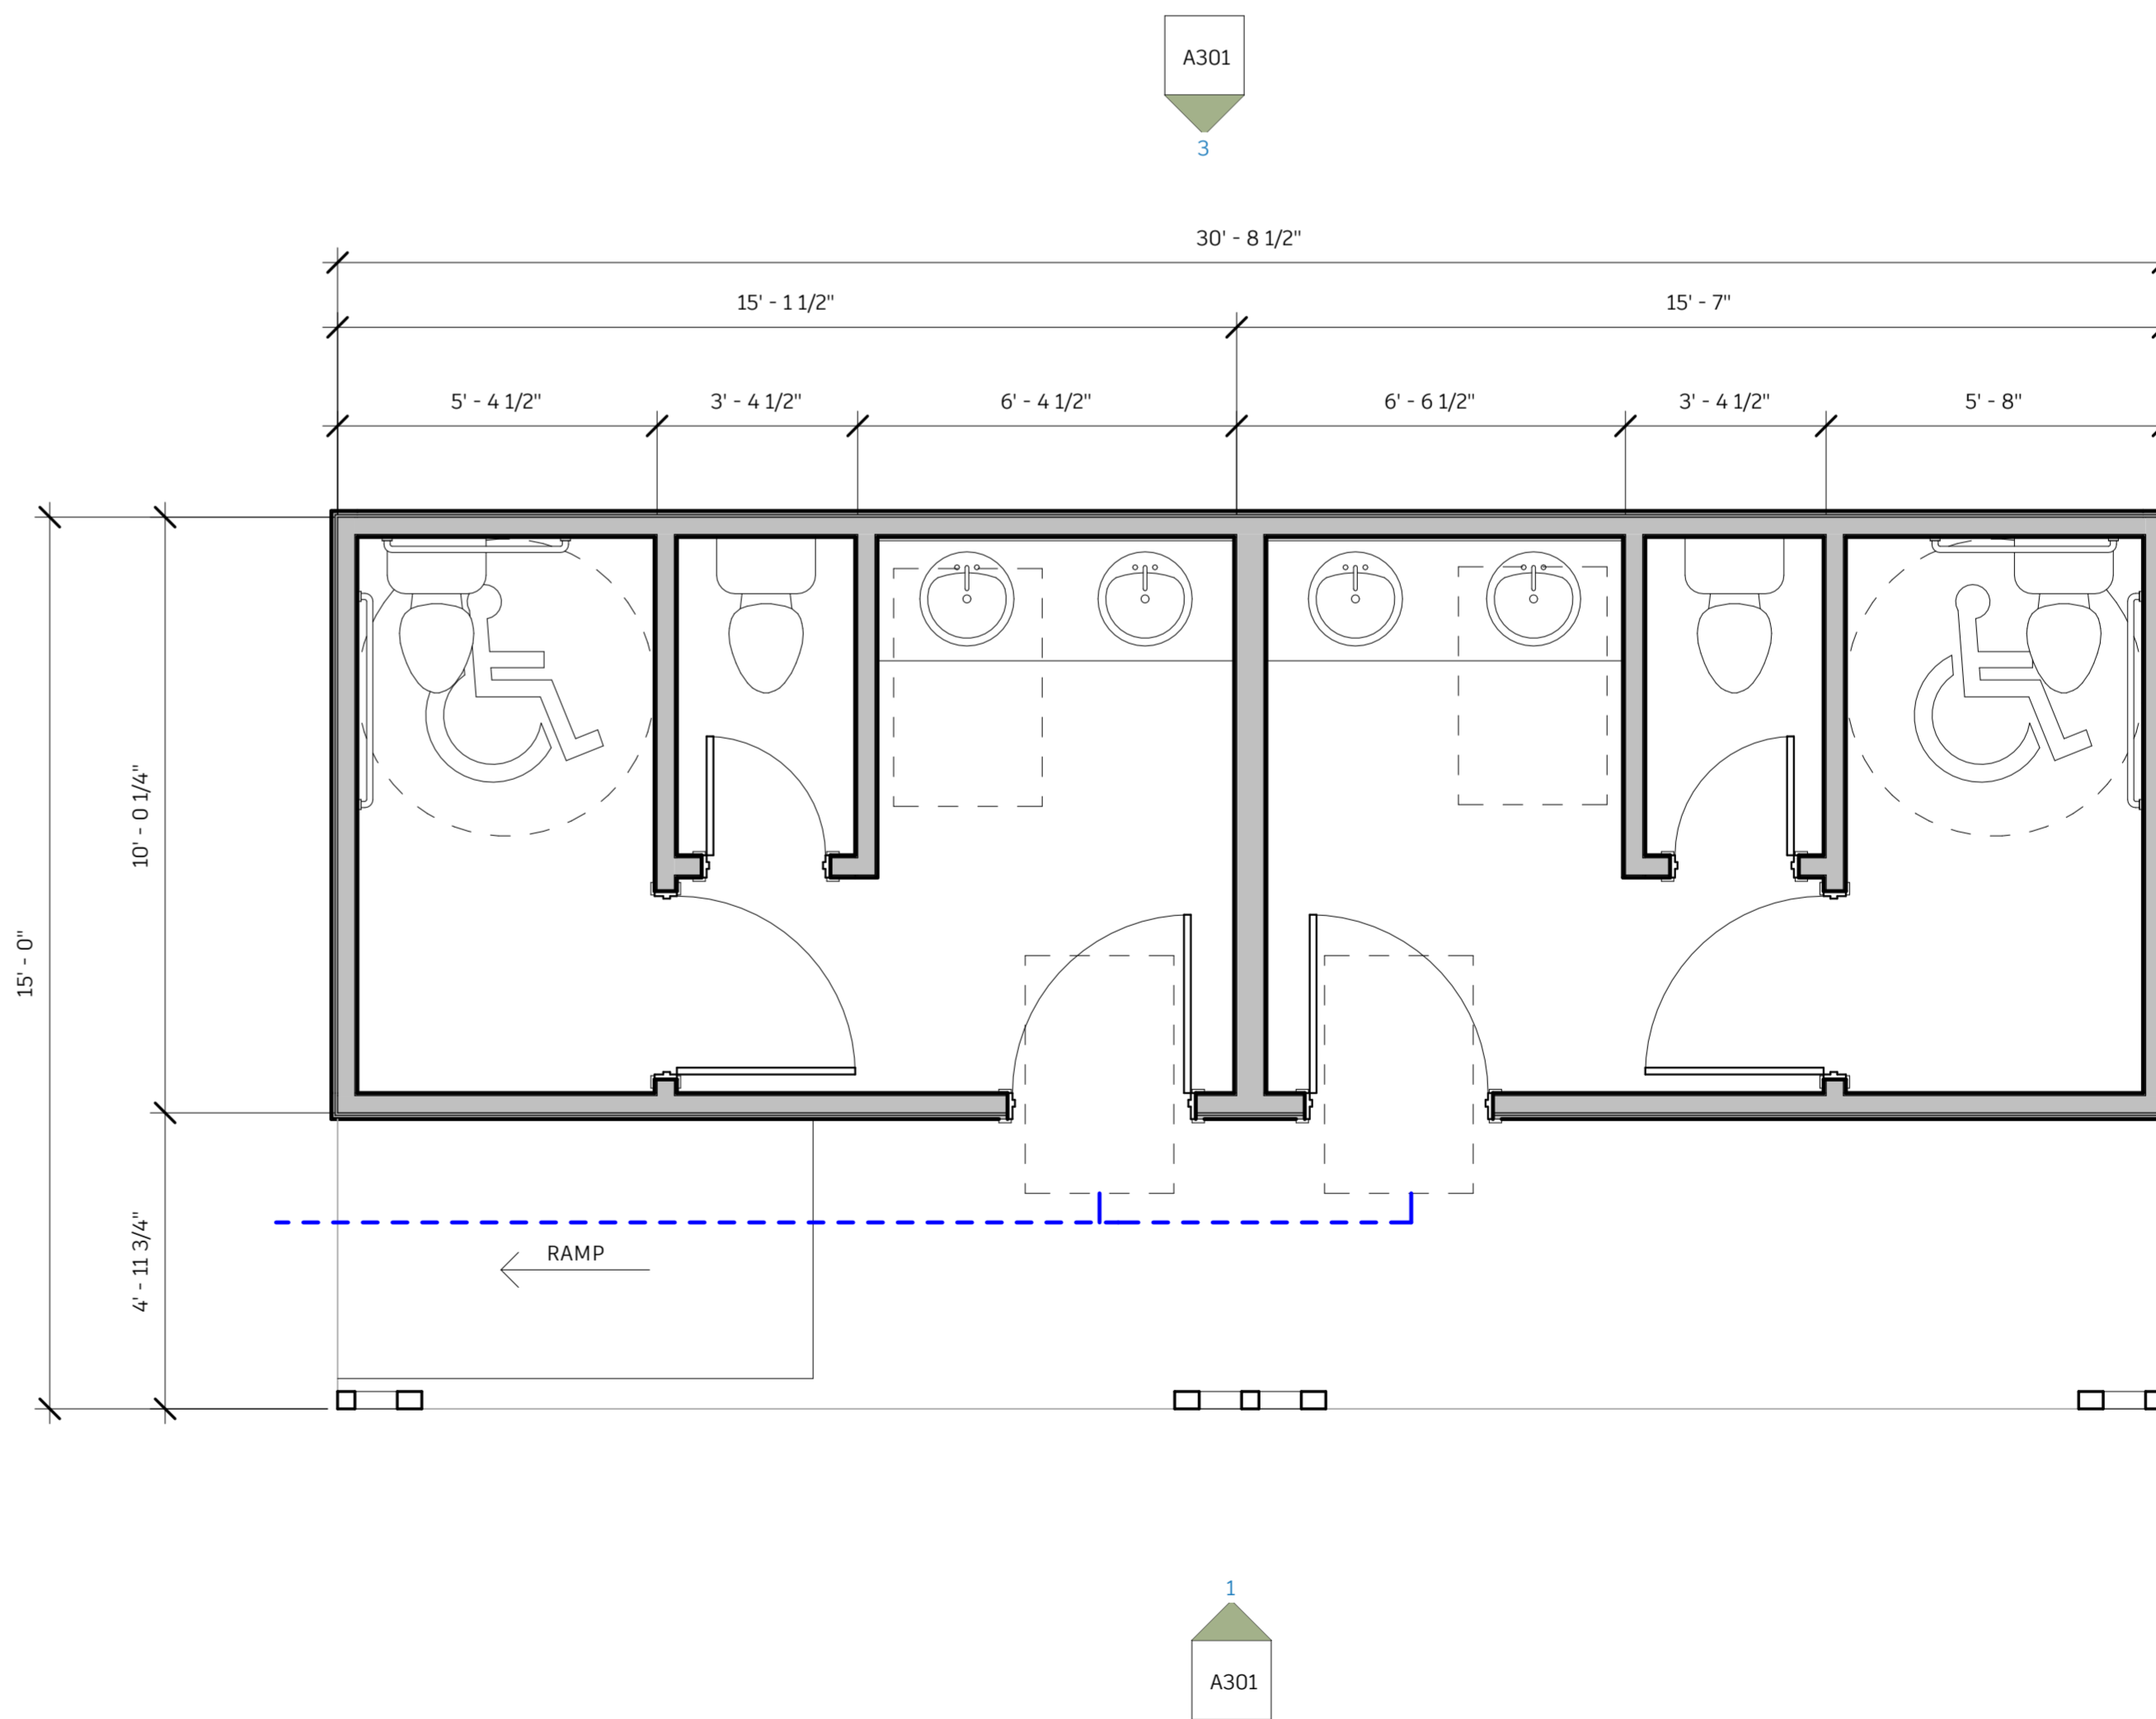 A301
3
30' - 8 1/2"
15' - 1 1/2"
15' - 7"
5' - 4 1/2"
3' - 4 1/2"
6' - 4 1/2"
6' - 6 1/2"
3' - 4 1/2"
5' - 8"
10' - 0 1/4"
15' - 0"
4' - 11 3/4"
RAMP
1
A301